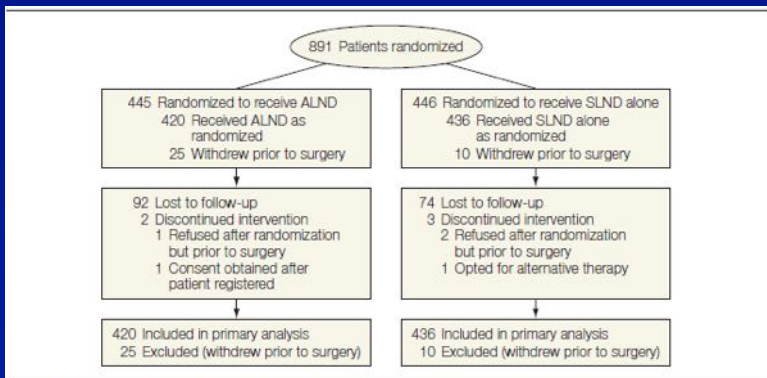 891 Patients randomized
445 Randomized to receive ALND
420 Received ALND as
randomized
25 Withdrew prior to surgery
446 Randomized to receive SLND alone
436 Received SLND alone
as randomized
10 Withdrew prior to surgery
92 Lost to follow-up
2 Discontinued intervention
1 Refused after randomization
but prior to surgery
1 Consent obtained after
patient registered
74 Lost to follow-up
3 Discontinued intervention
2 Refused after randomization
but prior to surgery
1 Opted for alternative therapy
420 Included in primary analysis
25 Excluded (withdrew prior to surgery)
436 Included in primary analysis
10 Excluded (withdrew prior to surgery)